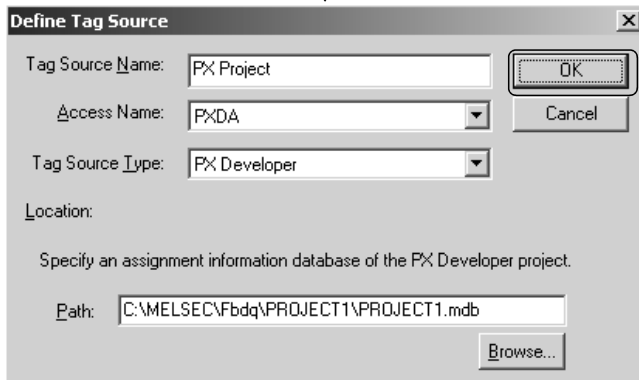 Define Tag Source
Tag Source Name: PX Project OK
Access Name: PXDA Cancel
Tag Source Type: PX Developer
Location:
Specify an assignment information database of the PX Developer project.
Path: C:\MELSEC\Fbdq\PROJECT1\PROJECT1.mdb
Browse...